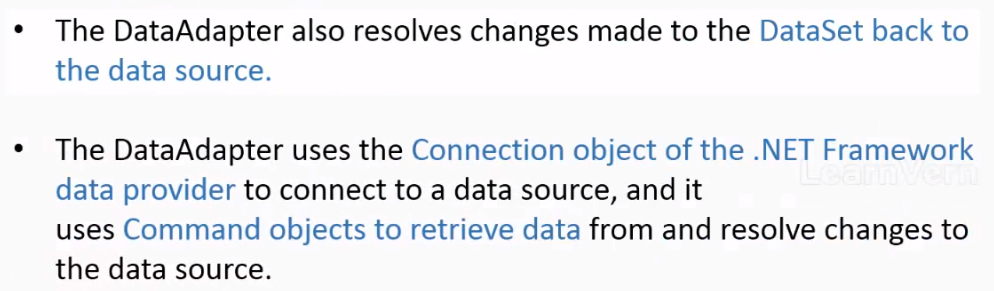 • The DataAdapter also resolves changes made to the DataSet back to
the data source.
• The DataAdapter uses the Connection object of the .NET Framework
data provider to connect to a data source, and it
LearnVern
uses Command objects to retrieve data from and resolve changes to
the data source.